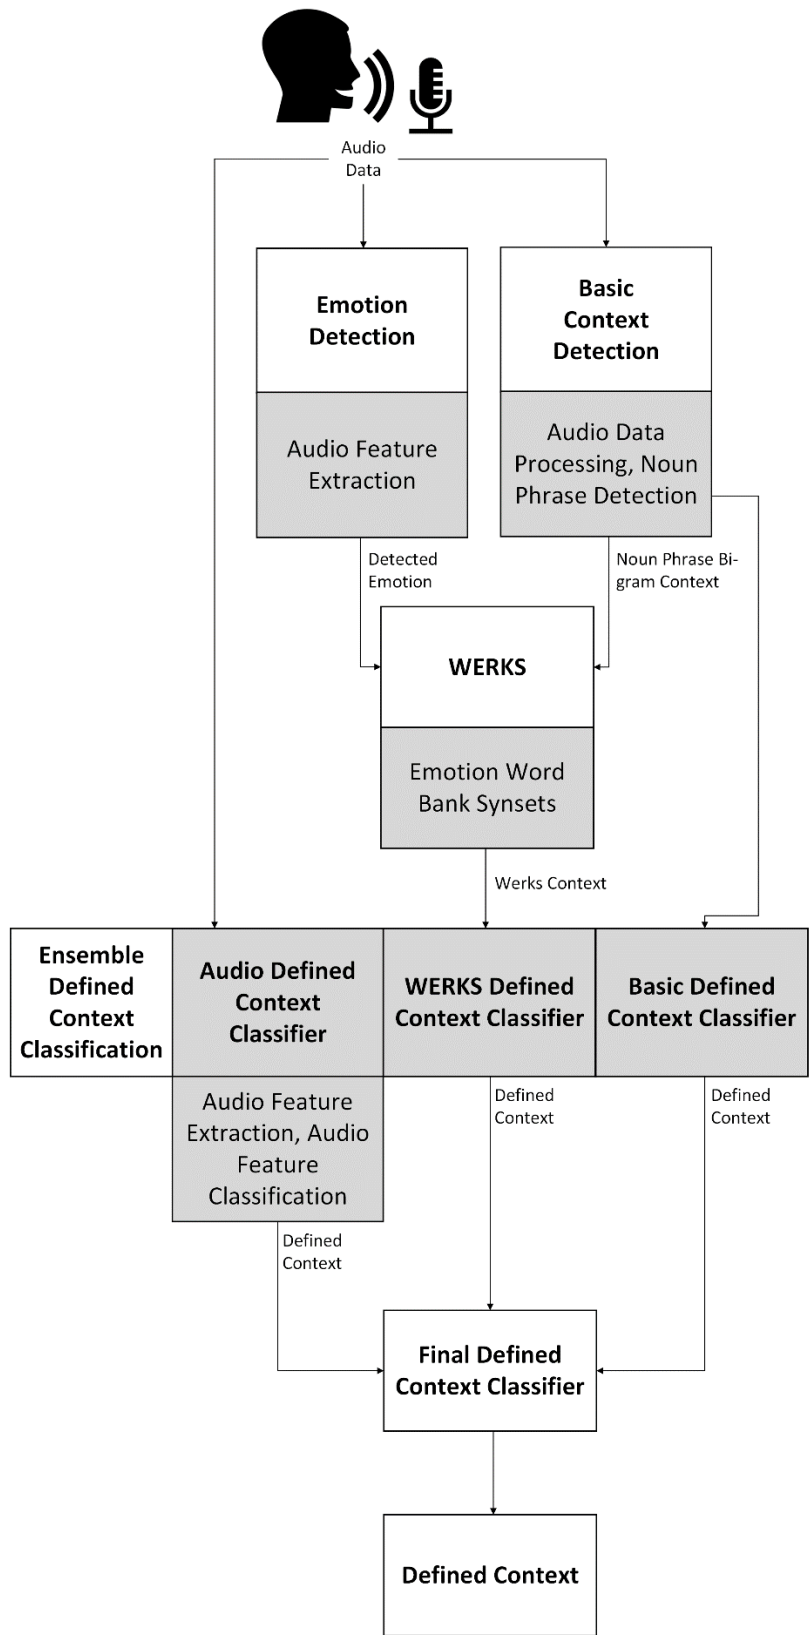 Audio
Data
Emotion
Detection
Basic
Context
Detection
Audio Feature
Extraction
Audio Data
Processing, Noun
Phrase Detection
Detected
Emotion
Noun Phrase Bi-
gram Context
WERKS
Emotion Word
Bank Synsets
Werks Context
Ensemble
Defined
Context
Classification
Audio Defined
Context
Classifier
WERKS Defined
Context Classifier
Basic Defined
Context Classifier
Audio Feature
Extraction, Audio
Feature
Classification
Defined
Context
Defined
Context
Defined
Context
Final Defined
Context Classifier
Defined Context